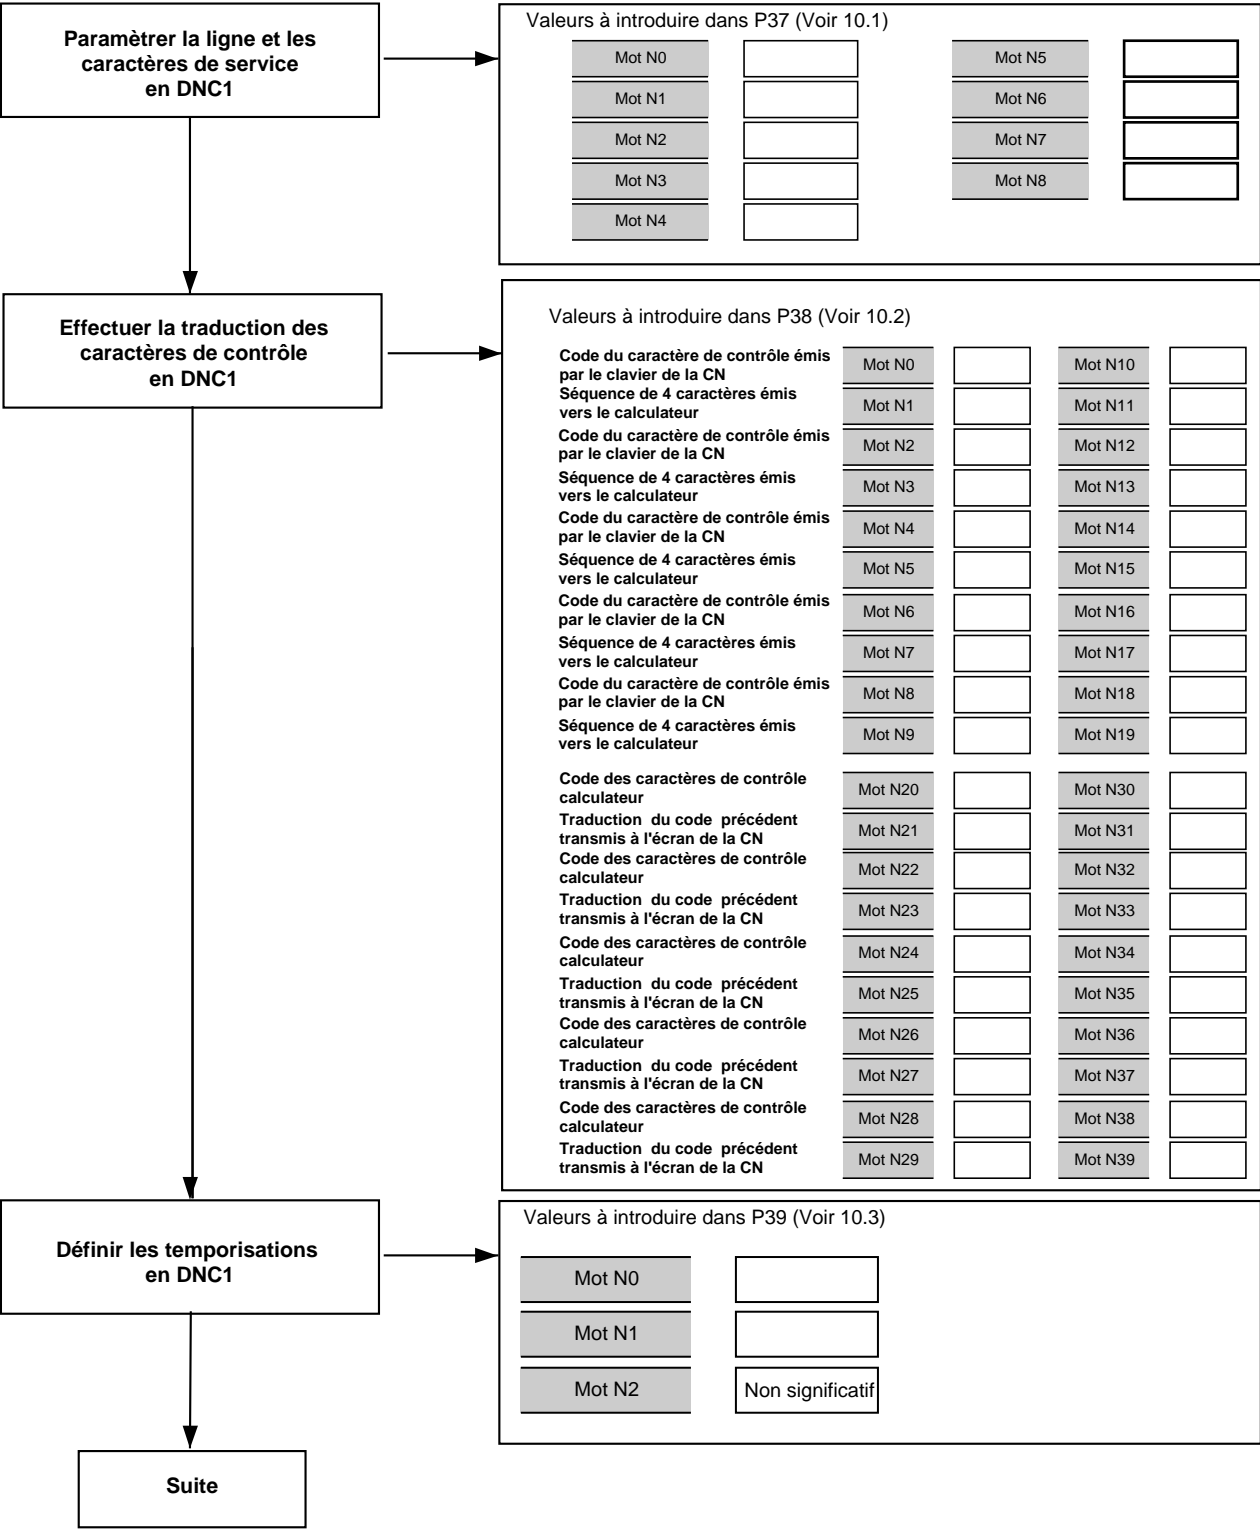 Paramètrer la ligne et les
caractères de service
en DNC1
Valeurs à introduire dans P37 (Voir 10.1)
Mot N0
Mot N5
Mot N1
Mot N6
Mot N2
Mot N7
Mot N3
Mot N8
Mot N4
Effectuer la traduction des
caractères de contrôle
en DNC1
Valeurs à introduire dans P38 (Voir 10.2)
Code du caractère de contrôle émis
par le clavier de la CN
Mot N0
Mot N10
Séquence de 4 caractères émis
vers le calculateur
Mot N1
Mot N11
Code du caractère de contrôle émis
par le clavier de la CN
Mot N2
Mot N12
Séquence de 4 caractères émis
vers le calculateur
Mot N3
Mot N13
Code du caractère de contrôle émis
par le clavier de la CN
Mot N4
Mot N14
Séquence de 4 caractères émis
vers le calculateur
Mot N5
Mot N15
Code du caractère de contrôle émis
par le clavier de la CN
Mot N6
Mot N16
Séquence de 4 caractères émis
vers le calculateur
Mot N7
Mot N17
Code du caractère de contrôle émis
par le clavier de la CN
Mot N8
Mot N18
Séquence de 4 caractères émis
vers le calculateur
Mot N9
Mot N19
Code des caractères de contrôle
calculateur
Mot N20
Mot N30
Traduction du code précédent
transmis à l'écran de la CN
Mot N21
Mot N31
Code des caractères de contrôle
calculateur
Mot N22
Mot N32
Traduction du code précédent
transmis à l'écran de la CN
Mot N23
Mot N33
Code des caractères de contrôle
calculateur
Mot N24
Mot N34
Traduction du code précédent
transmis à l'écran de la CN
Mot N25
Mot N35
Code des caractères de contrôle
calculateur
Mot N26
Mot N36
Traduction du code précédent
transmis à l'écran de la CN
Mot N27
Mot N37
Code des caractères de contrôle
calculateur
Mot N28
Mot N38
Traduction du code précédent
transmis à l'écran de la CN
Mot N29
Mot N39
Définir les temporisations
en DNC1
Valeurs à introduire dans P39 (Voir 10.3)
Mot N0
Mot N1
Mot N2
Non significatif
Suite